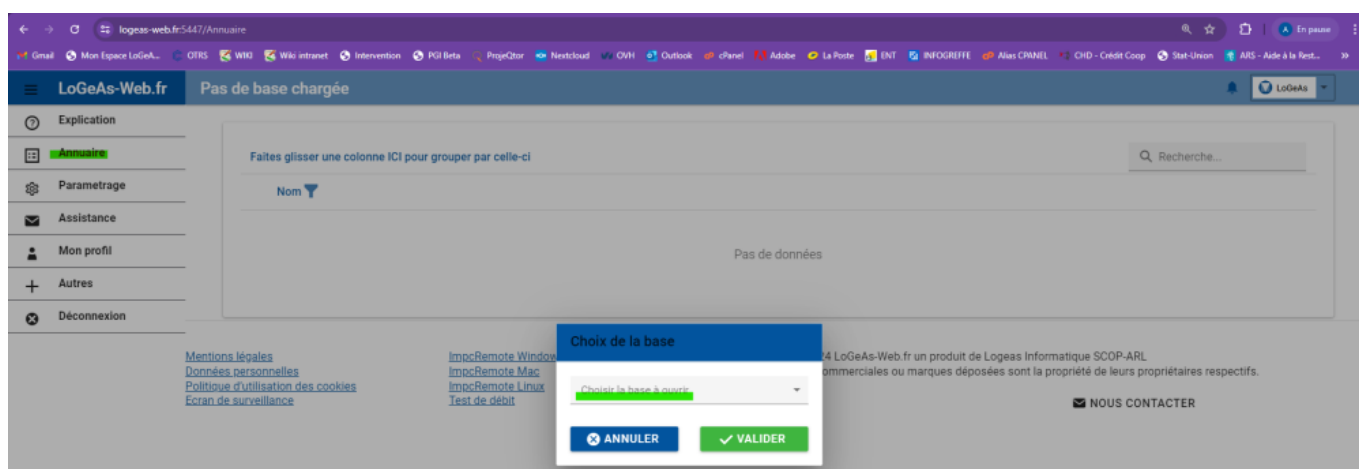 logeas-web.fr:5447/Annuaire
En pause
Gmail Mon Espace LoGeA... OTRS WIKI Wiki intranet Intervention PGI Beta ProjeQtor Nextcloud OVH Outlook cPanel Adobe La Poste ENT INFOGREFFE Alias CPANEL CHD - Crédit Coop Stat-Union ARS - Aide à la Rest... »
LoGeAs-Web.fr Pas de base chargée LoGeAs
Explication
Annuaire
Faites glisser une colonne ICI pour grouper par celle-ci Recherche...
Parametrage
Nom
Assistance
Mon profil
Pas de données
Autres
Déconnexion
Choix de la base
Mentions légales
Données personnelles
Politique d'utilisation des cookies
Ecran de surveillance
ImpcRemote Window
ImpcRemote Mac
ImpcRemote Linux
Test de débit
Choisir la base à ouvrir
ANNULER VALIDER
24 LoGeAs-Web.fr un produit de Logeas Informatique SCOP-ARL
ommerciales ou marques déposées sont la propriété de leurs propriétaires respectifs.
NOUS CONTACTER